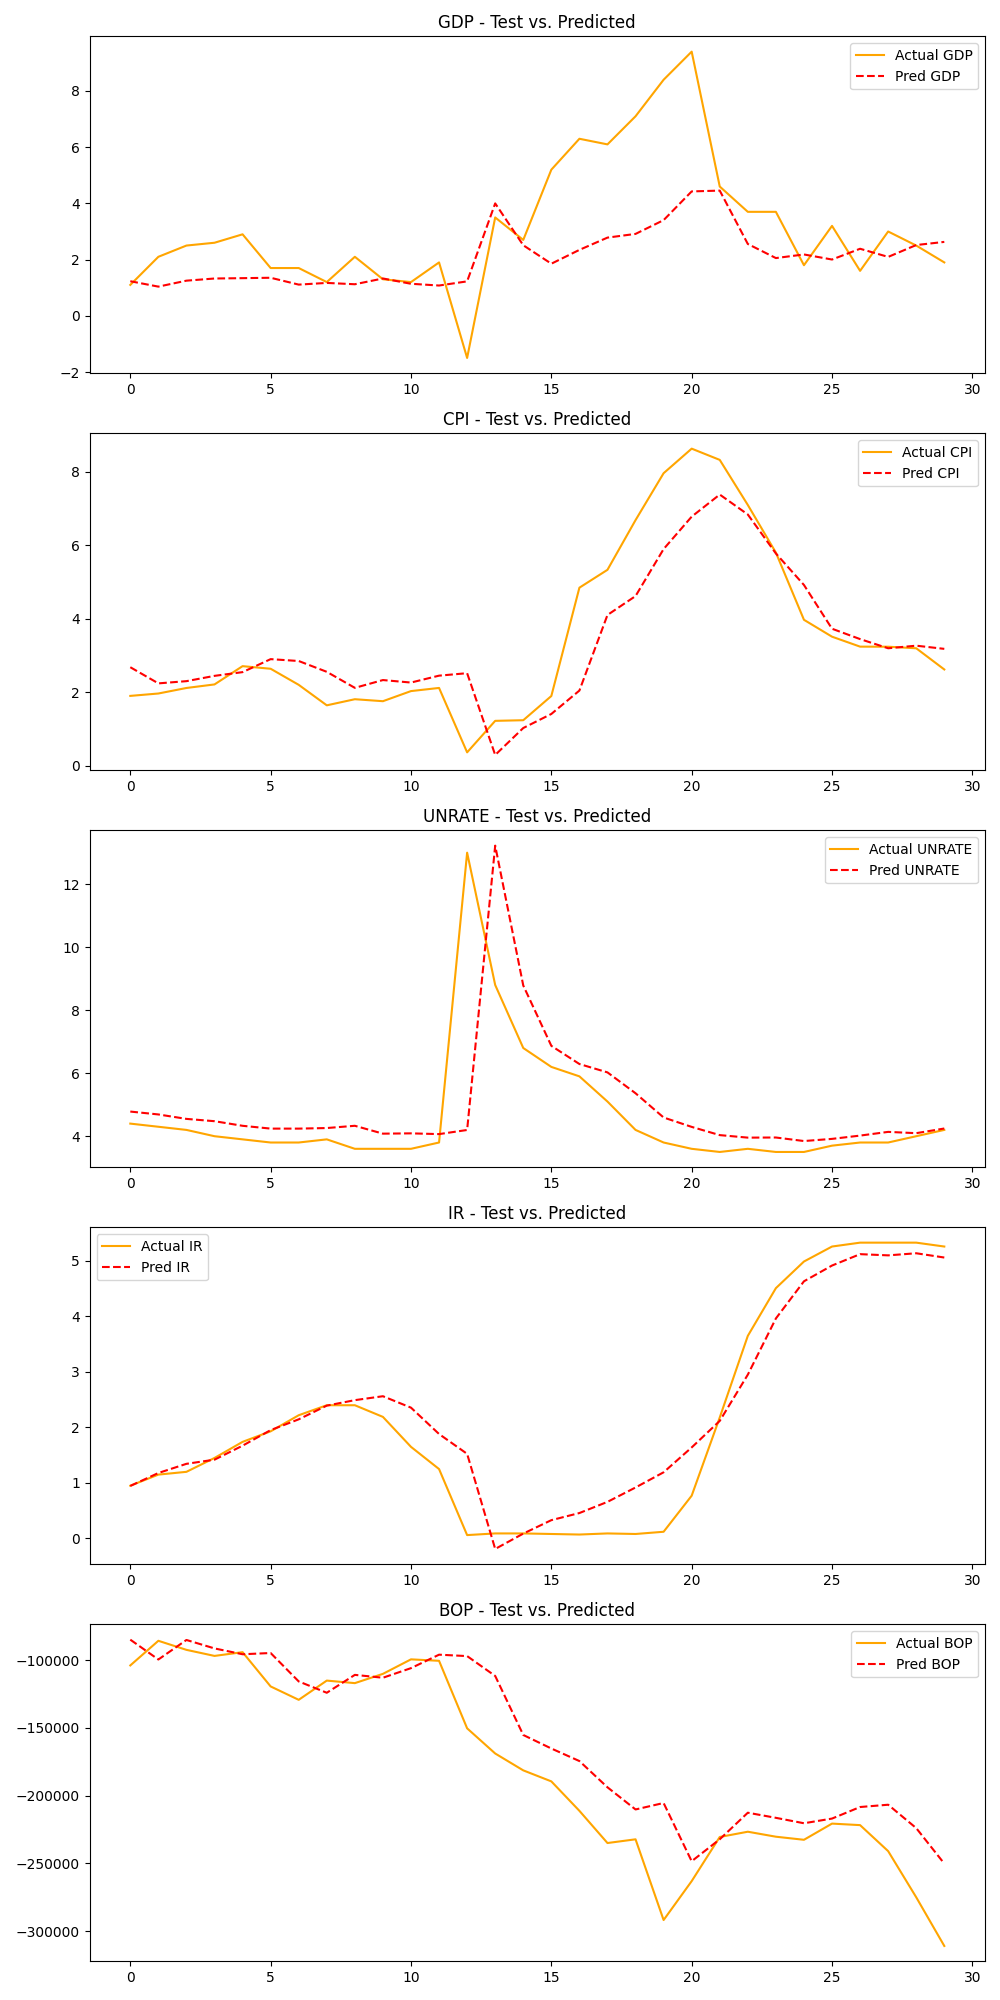 GDP - Test vs. Predicted
Actual GDP
Pred GDP
8
6
4
2
0
−2
0 5 10 15 20 25 30
CPI - Test vs. Predicted
Actual CPI
Pred CPI
8
6
4
2
0
0 5 10 15 20 25 30
UNRATE - Test vs. Predicted
Actual UNRATE
Pred UNRATE
12
10
8
6
4
0 5 10 15 20 25 30
IR - Test vs. Predicted
Actual IR
Pred IR
5
4
3
2
1
0
0 5 10 15 20 25 30
BOP - Test vs. Predicted
Actual BOP
Pred BOP
−100000
−150000
−200000
−250000
−300000
0 5 10 15 20 25 30